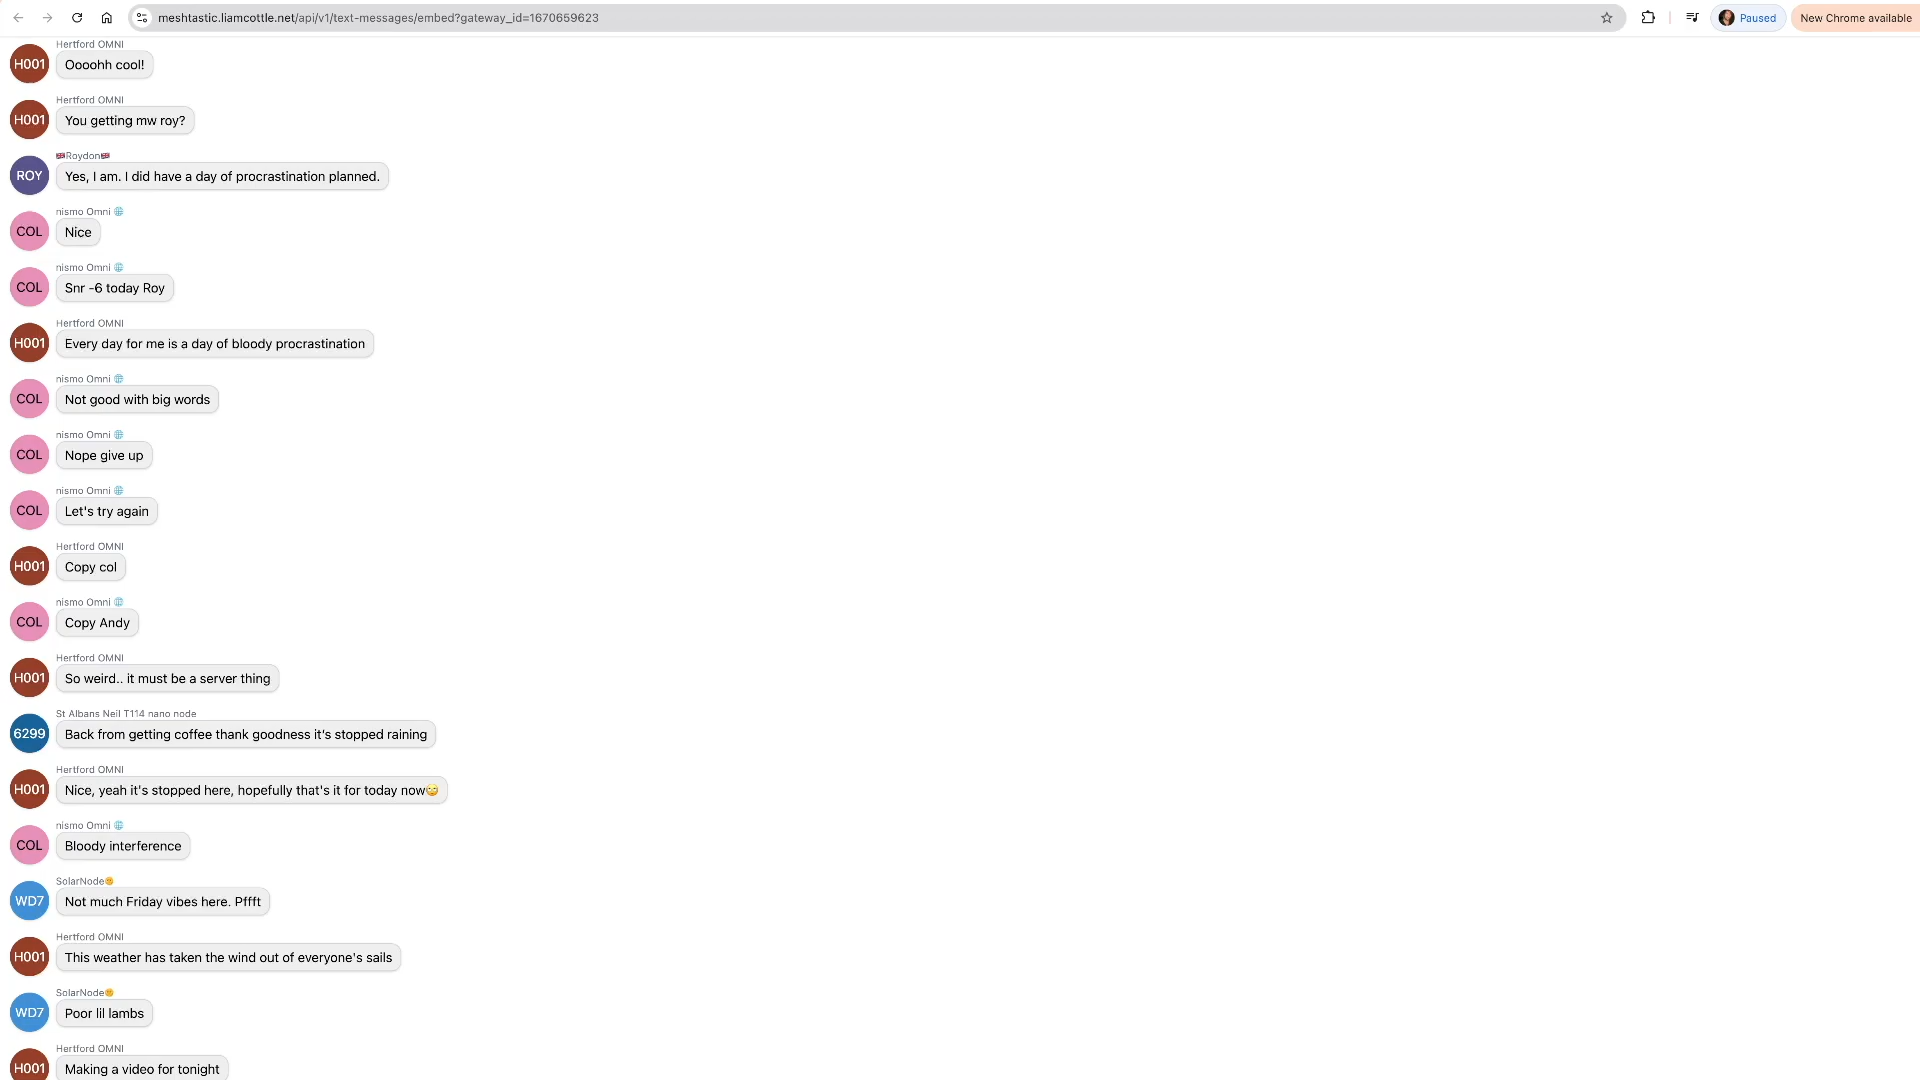 meshtastic.liamcottle.net/api/v1/text-messages/embed?gateway_id=1670659623
Paused
New Chrome available
Hertford OMNI
H001
Oooohh cool!
Hertford OMNI
H001
You getting mw roy?
🇬🇧Roydon🇬🇧
ROY
Yes, I am. I did have a day of procrastination planned.
nismo Omni 🌐
COL
Nice
nismo Omni 🌐
COL
Snr -6 today Roy
Hertford OMNI
H001
Every day for me is a day of bloody procrastination
nismo Omni 🌐
COL
Not good with big words
nismo Omni 🌐
COL
Nope give up
nismo Omni 🌐
COL
Let's try again
Hertford OMNI
H001
Copy col
nismo Omni 🌐
COL
Copy Andy
Hertford OMNI
H001
So weird.. it must be a server thing
St Albans Neil T114 nano node
6299
Back from getting coffee thank goodness it's stopped raining
Hertford OMNI
H001
Nice, yeah it's stopped here, hopefully that's it for today now
nismo Omni 🌐
COL
Bloody interference
SolarNode
WD7
Not much Friday vibes here. Pffft
Hertford OMNI
H001
This weather has taken the wind out of everyone's sails
SolarNode
WD7
Poor lil lambs
Hertford OMNI
H001
Making a video for tonight